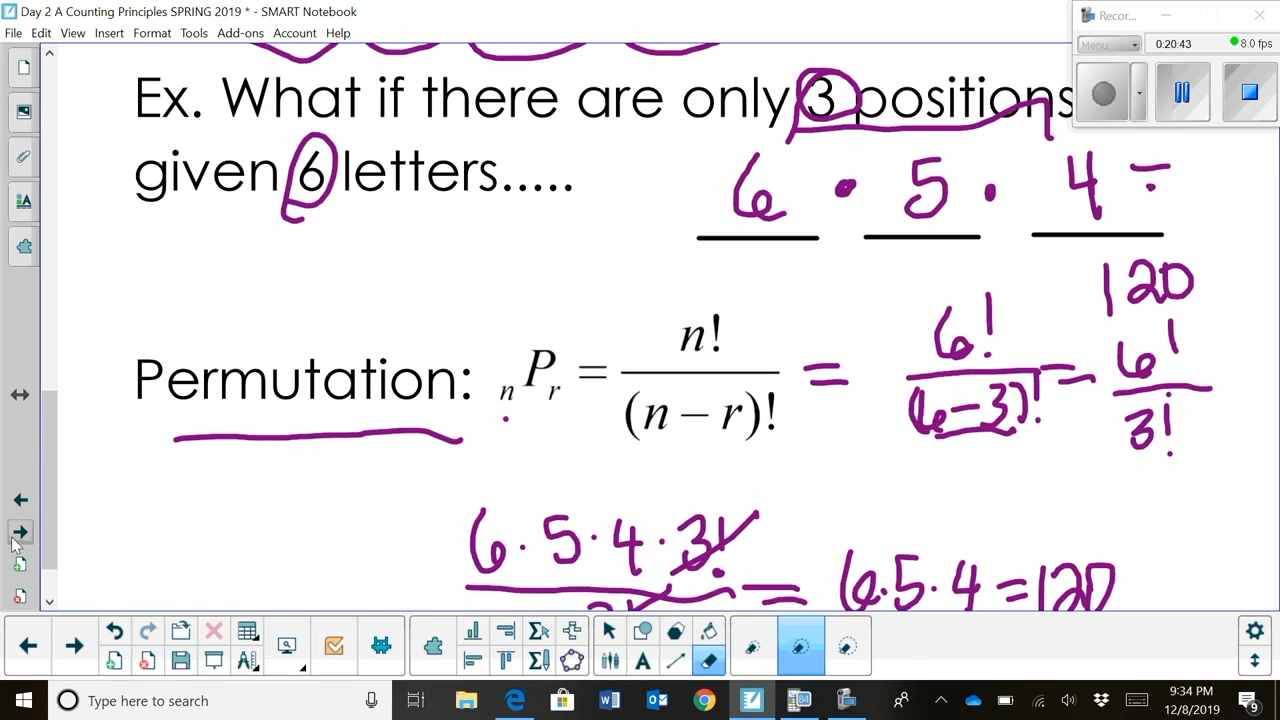 Day 2 A Counting Principles SPRING 2019 * - SMART Notebook
File Edit View Insert Format Tools Add-ons Account Help
Recor...
Menu
0:20:43
8.0 fps
Ex. What if there are only 3 positions
given 6 letters.....
6 · 5 · 4 =
120
Permutation: nPr = n! / (n – r)! = 6! / (6 – 3)! = 6! / 3!
6 · 5 · 4 · 3!
= 6 · 5 · 4 = 120
Type here to search
9:34 PM
12/8/2019
9